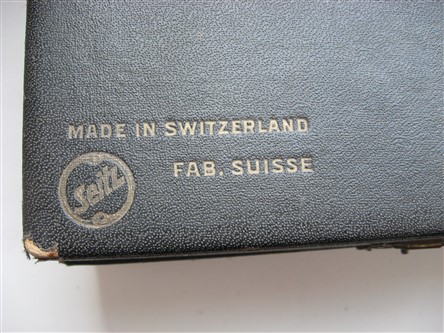 MADE IN SWITZERLAND
FAB. SUISSE
Seitz